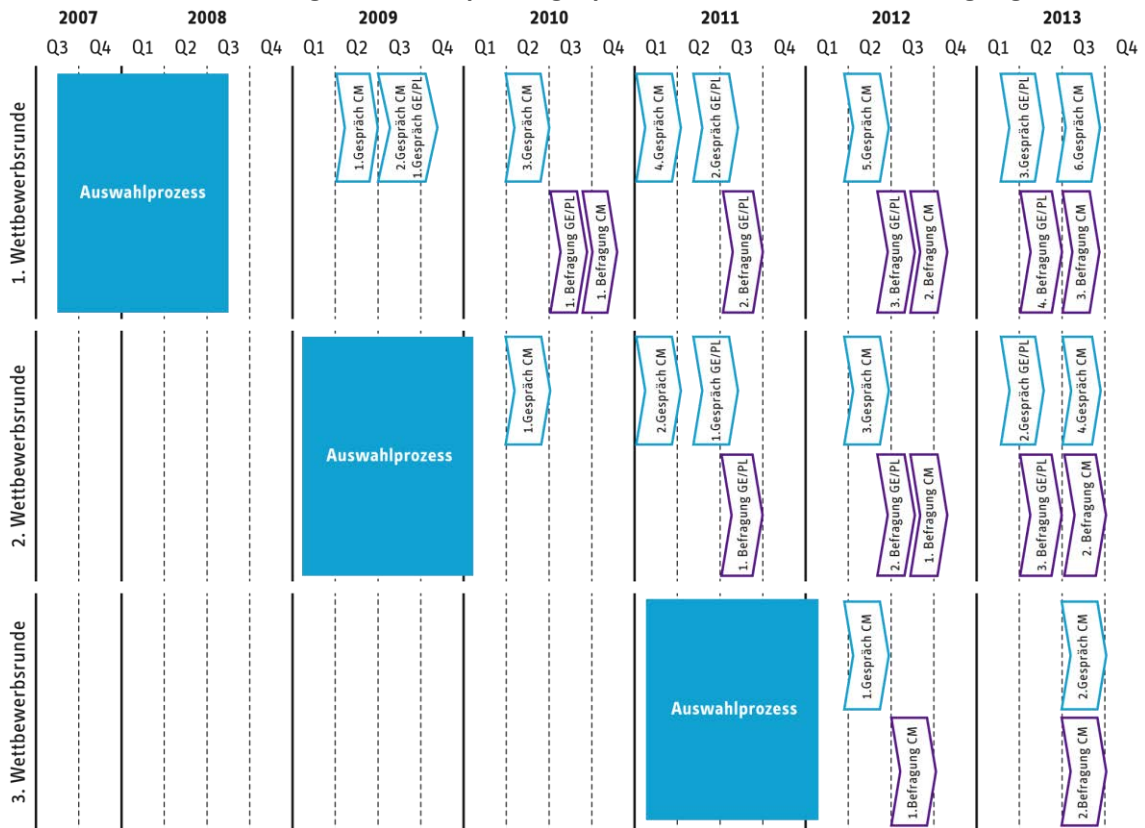 2007 2008 2009 2010 2011 2012 2013
Q3 Q4 Q1 Q2 Q3 Q4 Q1 Q2 Q3 Q4 Q1 Q2 Q3 Q4 Q1 Q2 Q3 Q4 Q1 Q2 Q3 Q4 Q1 Q2 Q3 Q4
1. Wettbewerbsrunde
Auswahlprozess
1.Gespräch CM
2.Gespräch CM
1.Gespräch GE/PL
3.Gespräch CM
4.Gespräch CM
2.Gespräch GE/PL
5.Gespräch CM
3.Gespräch GE/PL
6.Gespräch CM
1. Befragung GE/PL
1. Befragung CM
2. Befragung GE/PL
3. Befragung GE/PL
2. Befragung CM
4. Befragung GE/PL
3. Befragung CM
2. Wettbewerbsrunde
Auswahlprozess
1.Gespräch CM
2.Gespräch CM
1.Gespräch GE/PL
3.Gespräch CM
2.Gespräch GE/PL
4.Gespräch CM
1. Befragung GE/PL
2. Befragung GE/PL
1. Befragung CM
3. Befragung GE/PL
2. Befragung CM
3. Wettbewerbsrunde
Auswahlprozess
1.Gespräch CM
2.Gespräch CM
1.Befragung CM
2.Befragung CM